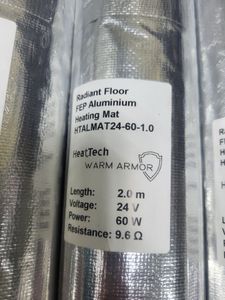 Radiant Floor
FEP Aluminium
Heating Mat
HTALMAT24-60-1.0
HeatTech
WARM ARMOR
Length: 2.0 m
Voltage: 24 V
Power: 60 W
Resistance: 9.6 Ω